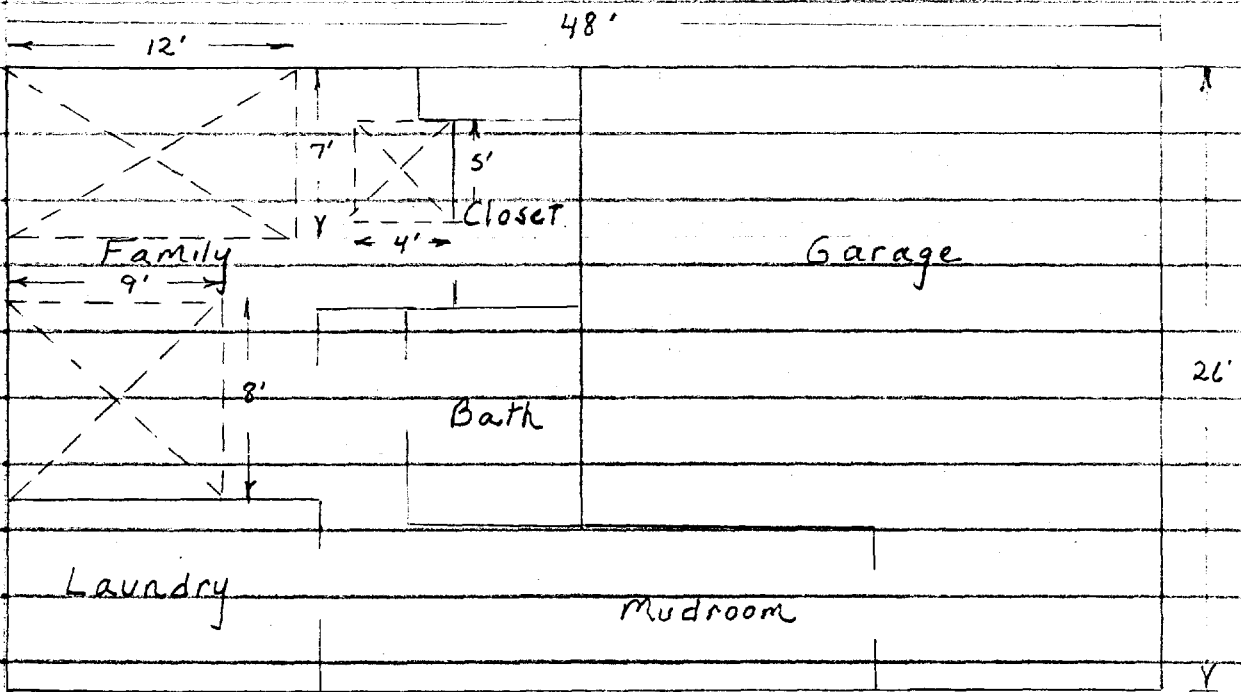 48'
12'
7'
5'
Closet
4'
Family
9'
Garage
8'
26'
Bath
Laundry
Mudroom